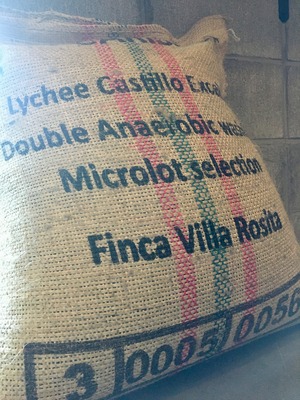 Lychee Castillo
Double Anaerobic
Microlot selection
Finca Villa Rosita
3 0005 0056